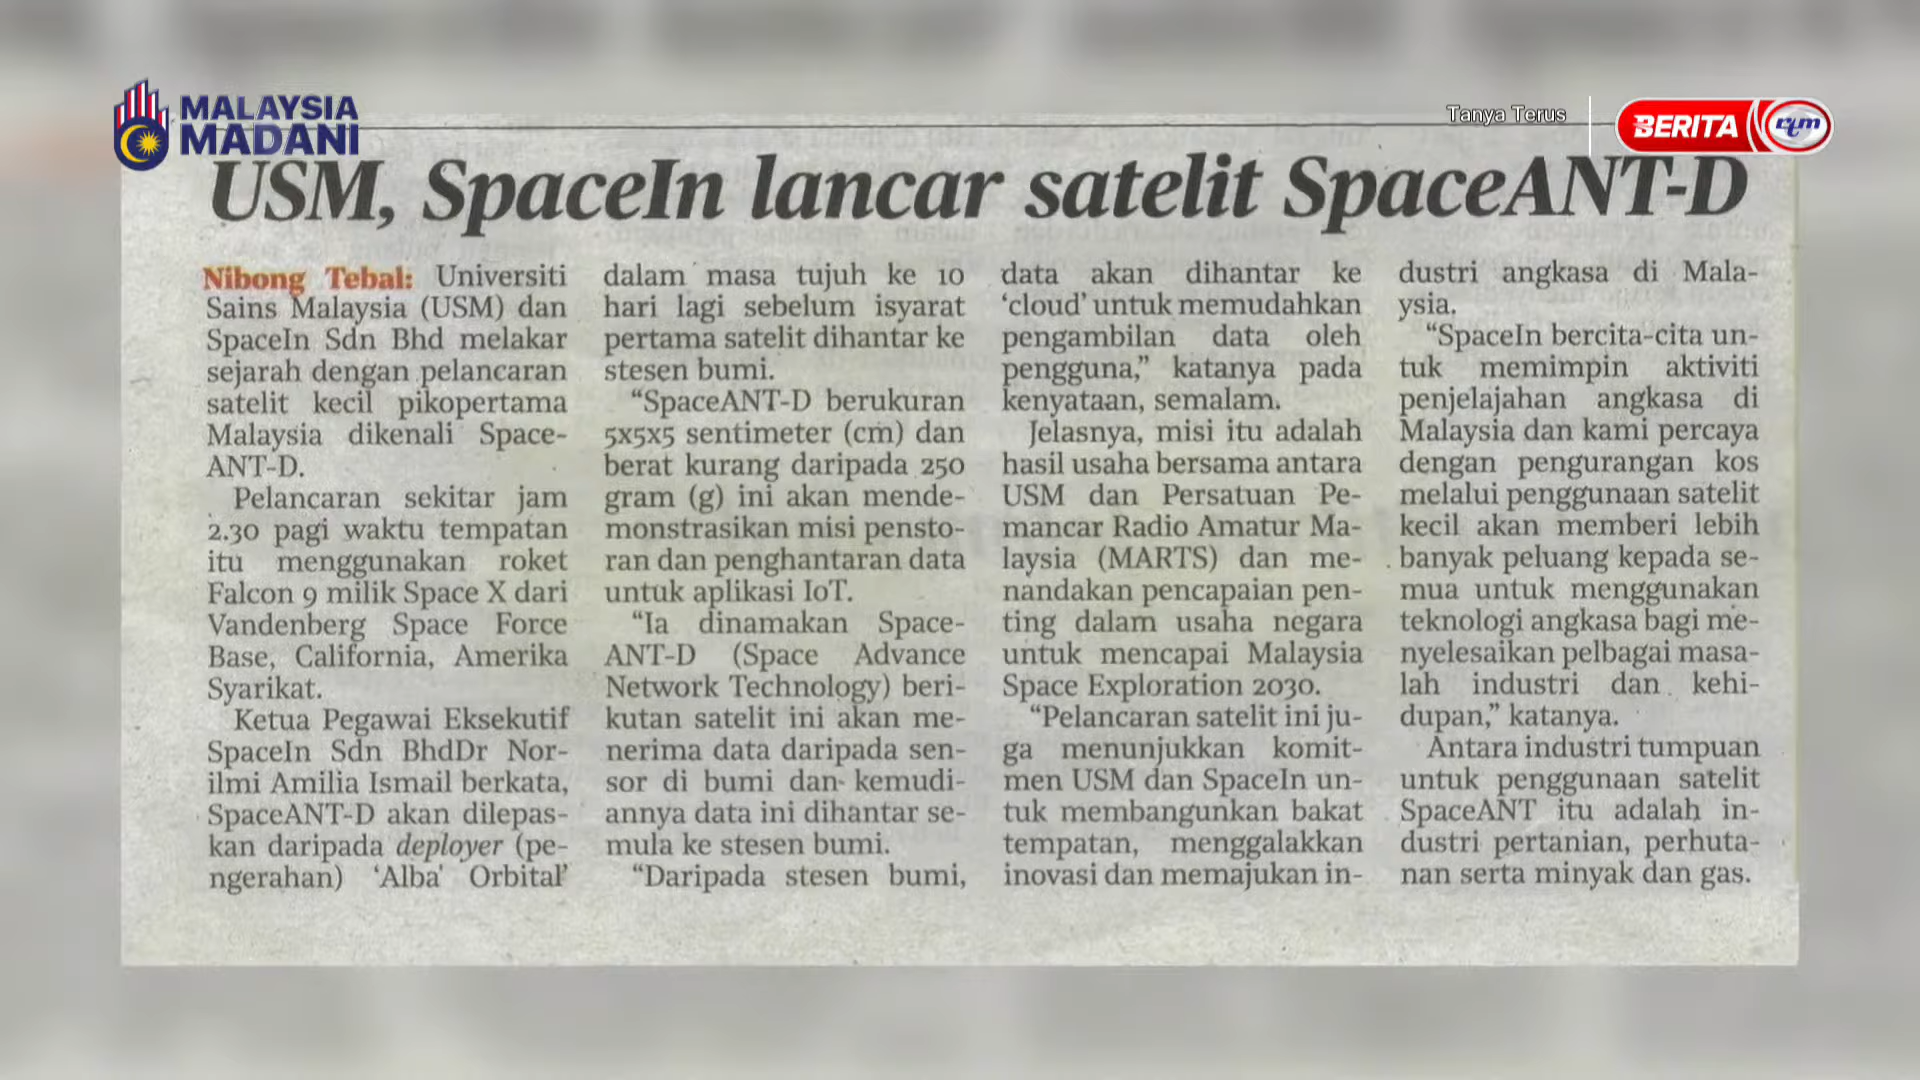 MALAYSIA
MADANI
Tanya Terus
BERITA rtm
USM, SpaceIn lancar satelit SpaceANT-D
Nibong Tebal: Universiti
Sains Malaysia (USM) dan
SpaceIn Sdn Bhd melakar
sejarah dengan pelancaran
satelit kecil pikopertama
Malaysia dikenali Space-
ANT-D.
Pelancaran sekitar jam
2.30 pagi waktu tempatan
itu menggunakan roket
Falcon 9 milik Space X dari
Vandenberg Space Force
Base, California, Amerika
Syarikat.
Ketua Pegawai Eksekutif
SpaceIn Sdn BhdDr Nor-
ilmi Amilia Ismail berkata,
SpaceANT-D akan dilepas-
kan daripada deployer (pe-
ngerahan) ‘Alba’ Orbital’
dalam masa tujuh ke 10
hari lagi sebelum isyarat
pertama satelit dihantar ke
stesen bumi.
“SpaceANT-D berukuran
5x5x5 sentimeter (cm) dan
berat kurang daripada 250
gram (g) ini akan mende-
monstrasikan misi pensto-
ran dan penghantaran data
untuk aplikasi IoT.
“Ia dinamakan Space-
ANT-D (Space Advance
Network Technology) beri-
kutan satelit ini akan me-
nerima data daripada sen-
sor di bumi dan kemudi-
annya data ini dihantar se-
mula ke stesen bumi.
“Daripada stesen bumi,
data akan dihantar ke
‘cloud’ untuk memudahkan
pengambilan data oleh
pengguna,” katanya pada
kenyataan, semalam.
Jelasnya, misi itu adalah
hasil usaha bersama antara
USM dan Persatuan Pe-
mancar Radio Amatur Ma-
laysia (MARTS) dan me-
nandakan pencapaian pen-
ting dalam usaha negara
untuk mencapai Malaysia
Space Exploration 2030.
“Pelancaran satelit ini ju-
ga menunjukkan komit-
men USM dan SpaceIn un-
tuk membangunkan bakat
tempatan, menggalakkan
inovasi dan memajukan in-
dustri angkasa di Mala-
ysia.
“SpaceIn bercita-cita un-
tuk memimpin aktiviti
penjelajahan angkasa di
Malaysia dan kami percaya
dengan pengurangan kos
melalui penggunaan satelit
kecil akan memberi lebih
banyak peluang kepada se-
mua untuk menggunakan
teknologi angkasa bagi me-
nyelesaikan pelbagai masa-
lah industri dan kehi-
dupan,” katanya.
Antara industri tumpuan
untuk penggunaan satelit
SpaceANT itu adalah in-
dustri pertanian, perhuta-
nan serta minyak dan gas.